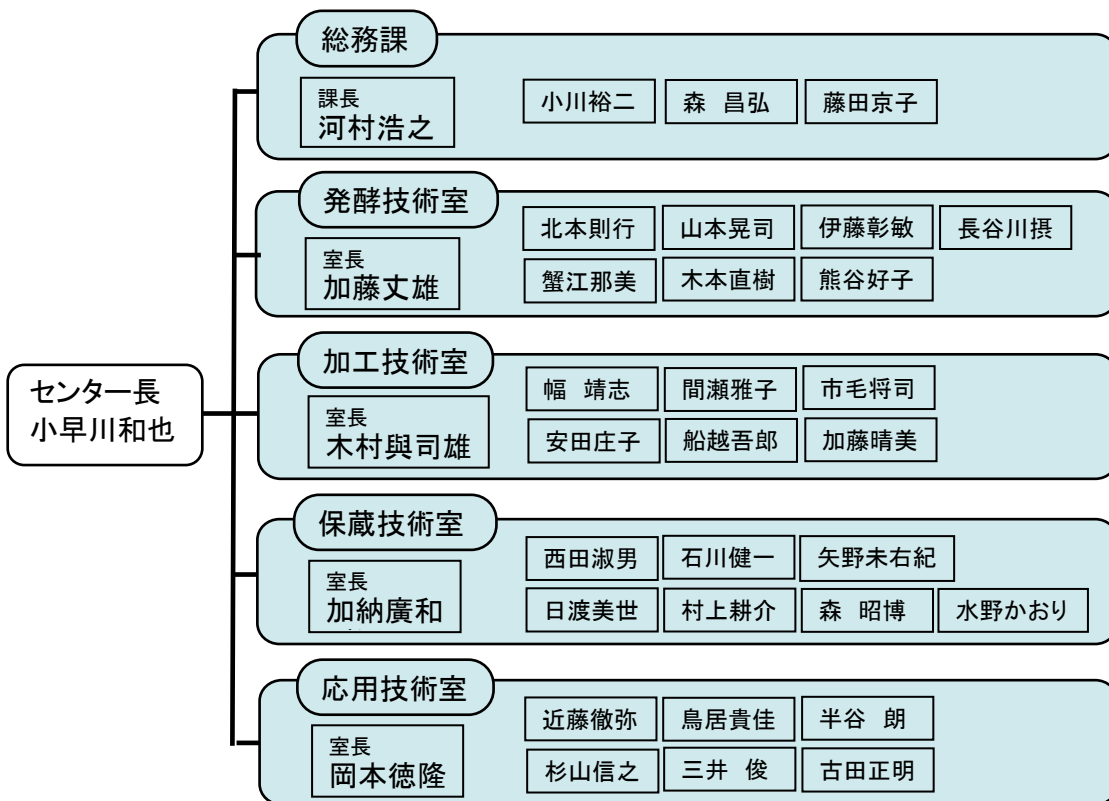 総務課
課長
河村浩之
小川裕二 森 昌弘 藤田京子
発酵技術室
室長
加藤丈雄
北本則行 山本晃司 伊藤彰敏 長谷川摂
蟹江那美 木本直樹 熊谷好子
センター長
小早川和也
加工技術室
室長
木村與司雄
幅 靖志 間瀬雅子 市毛将司
安田庄子 船越吾郎 加藤晴美
保蔵技術室
室長
加納廣和
西田淑男 石川健一 矢野未右紀
日渡美世 村上耕介 森 昭博 水野かおり
応用技術室
室長
岡本徳隆
近藤徹弥 鳥居貴佳 半谷 朗
杉山信之 三井 俊 古田正明